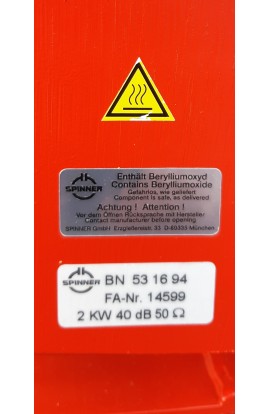 SPINNER
Enthält Berylliumoxyd
Contains Berylliumoxide
Gefahrlos, wie geliefert
Component is safe, as delivered
Achtung ! Attention !
Vor dem Öffnen Rücksprache mit Hersteller
Contact manufacturer before opening
SPINNER GmbH Erzgießereistr. 33 D-80335 München
SPINNER
BN 53 16 94
FA-Nr. 14599
2 KW 40 dB 50 Ω